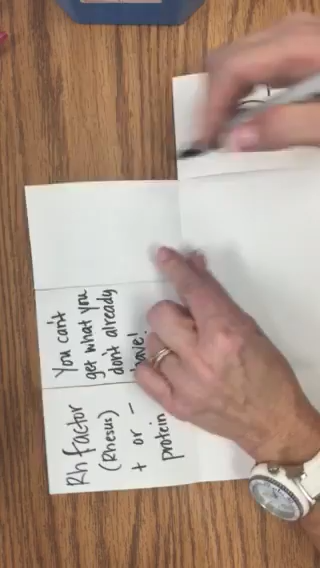 You can't
get what you
don't already
have!
Rh factor
(Rhesus)
+ or -
protein